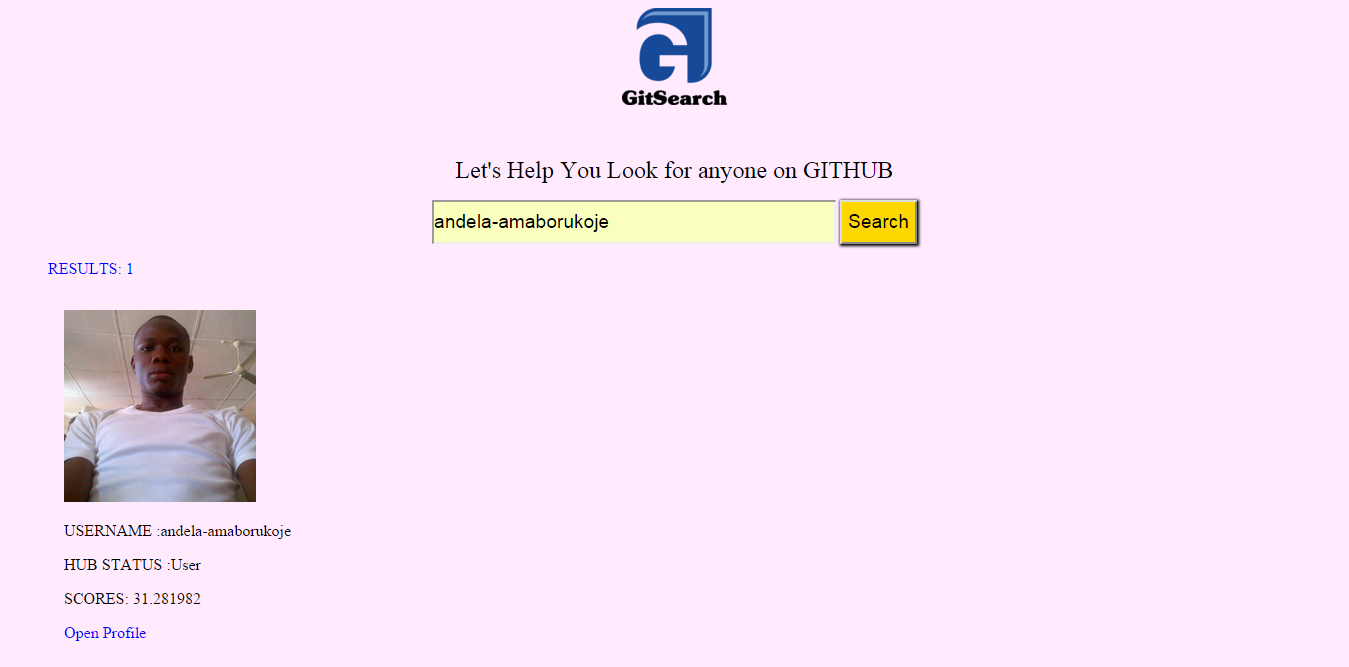 GitSearch
Let's Help You Look for anyone on GITHUB
andela-amaborukoje Search
RESULTS: 1
USERNAME :andela-amaborukoje
HUB STATUS :User
SCORES: 31.281982
Open Profile